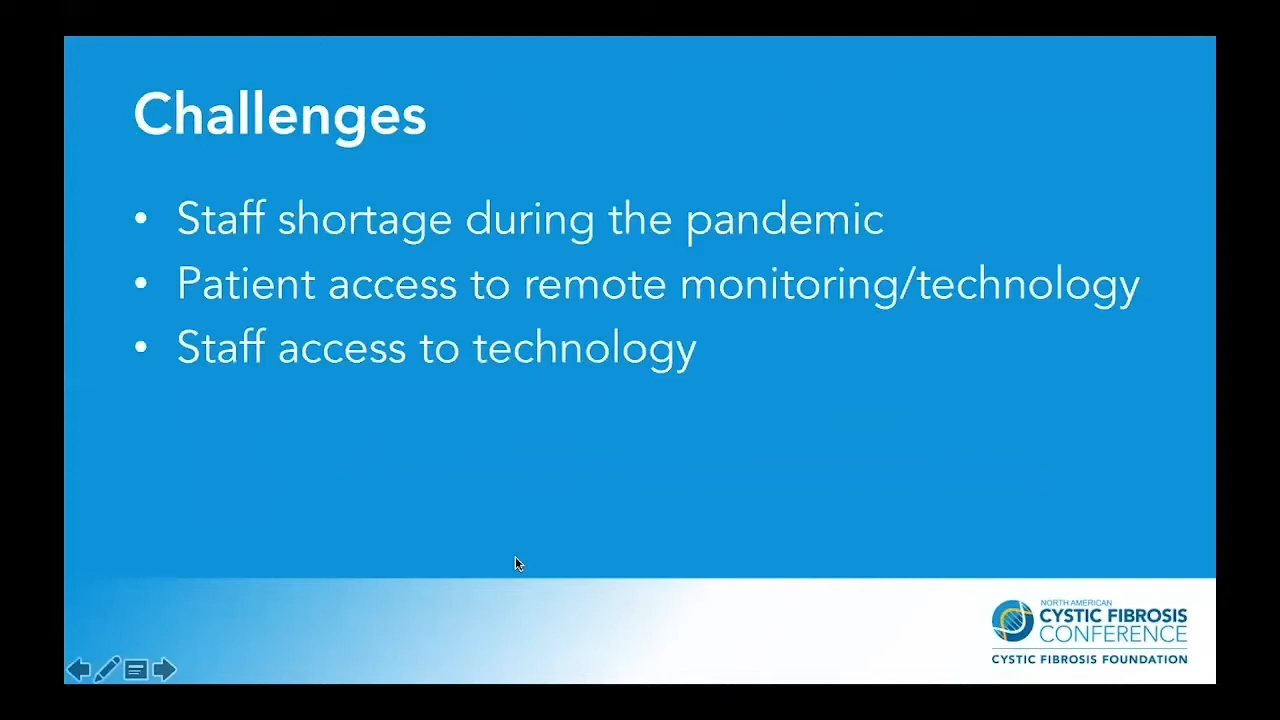 Challenges
• Staff shortage during the pandemic
• Patient access to remote monitoring/technology
• Staff access to technology
NORTH AMERICAN
CYSTIC FIBROSIS
CONFERENCE
CYSTIC FIBROSIS FOUNDATION